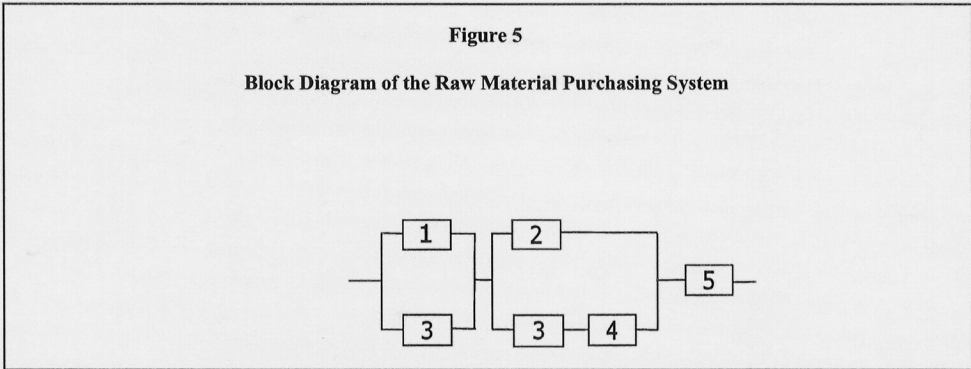 Figure 5
Block Diagram of the Raw Material Purchasing System
1 2
5
3 3 4